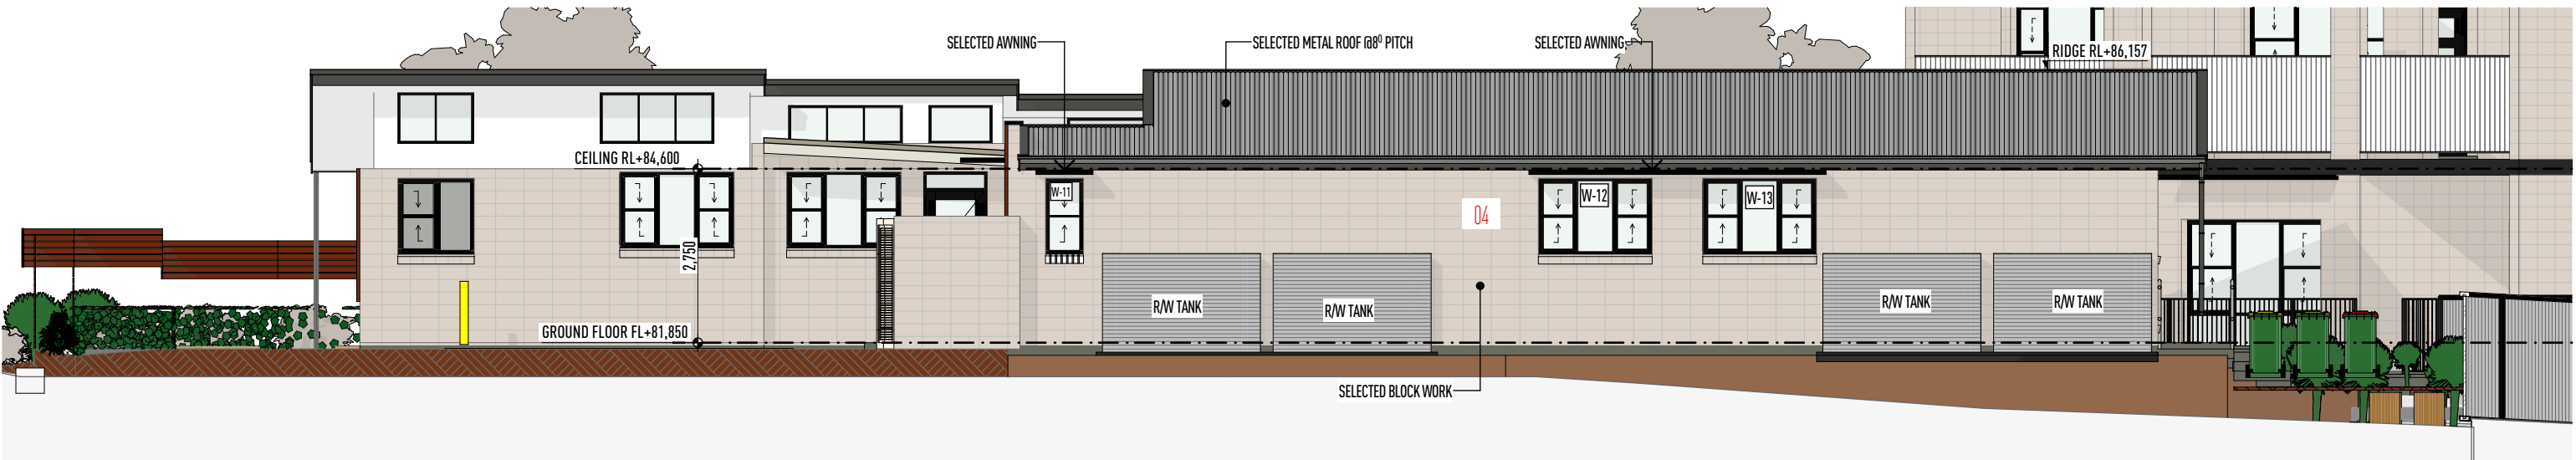 SELECTED AWNING
SELECTED METAL ROOF @8⁰ PITCH
SELECTED AWNING
RIDGE RL+86,157
CEILING RL+84,600
W-11
W-12
W-13
04
2,750
R/W TANK
R/W TANK
R/W TANK
R/W TANK
GROUND FLOOR FL+81,850
SELECTED BLOCK WORK